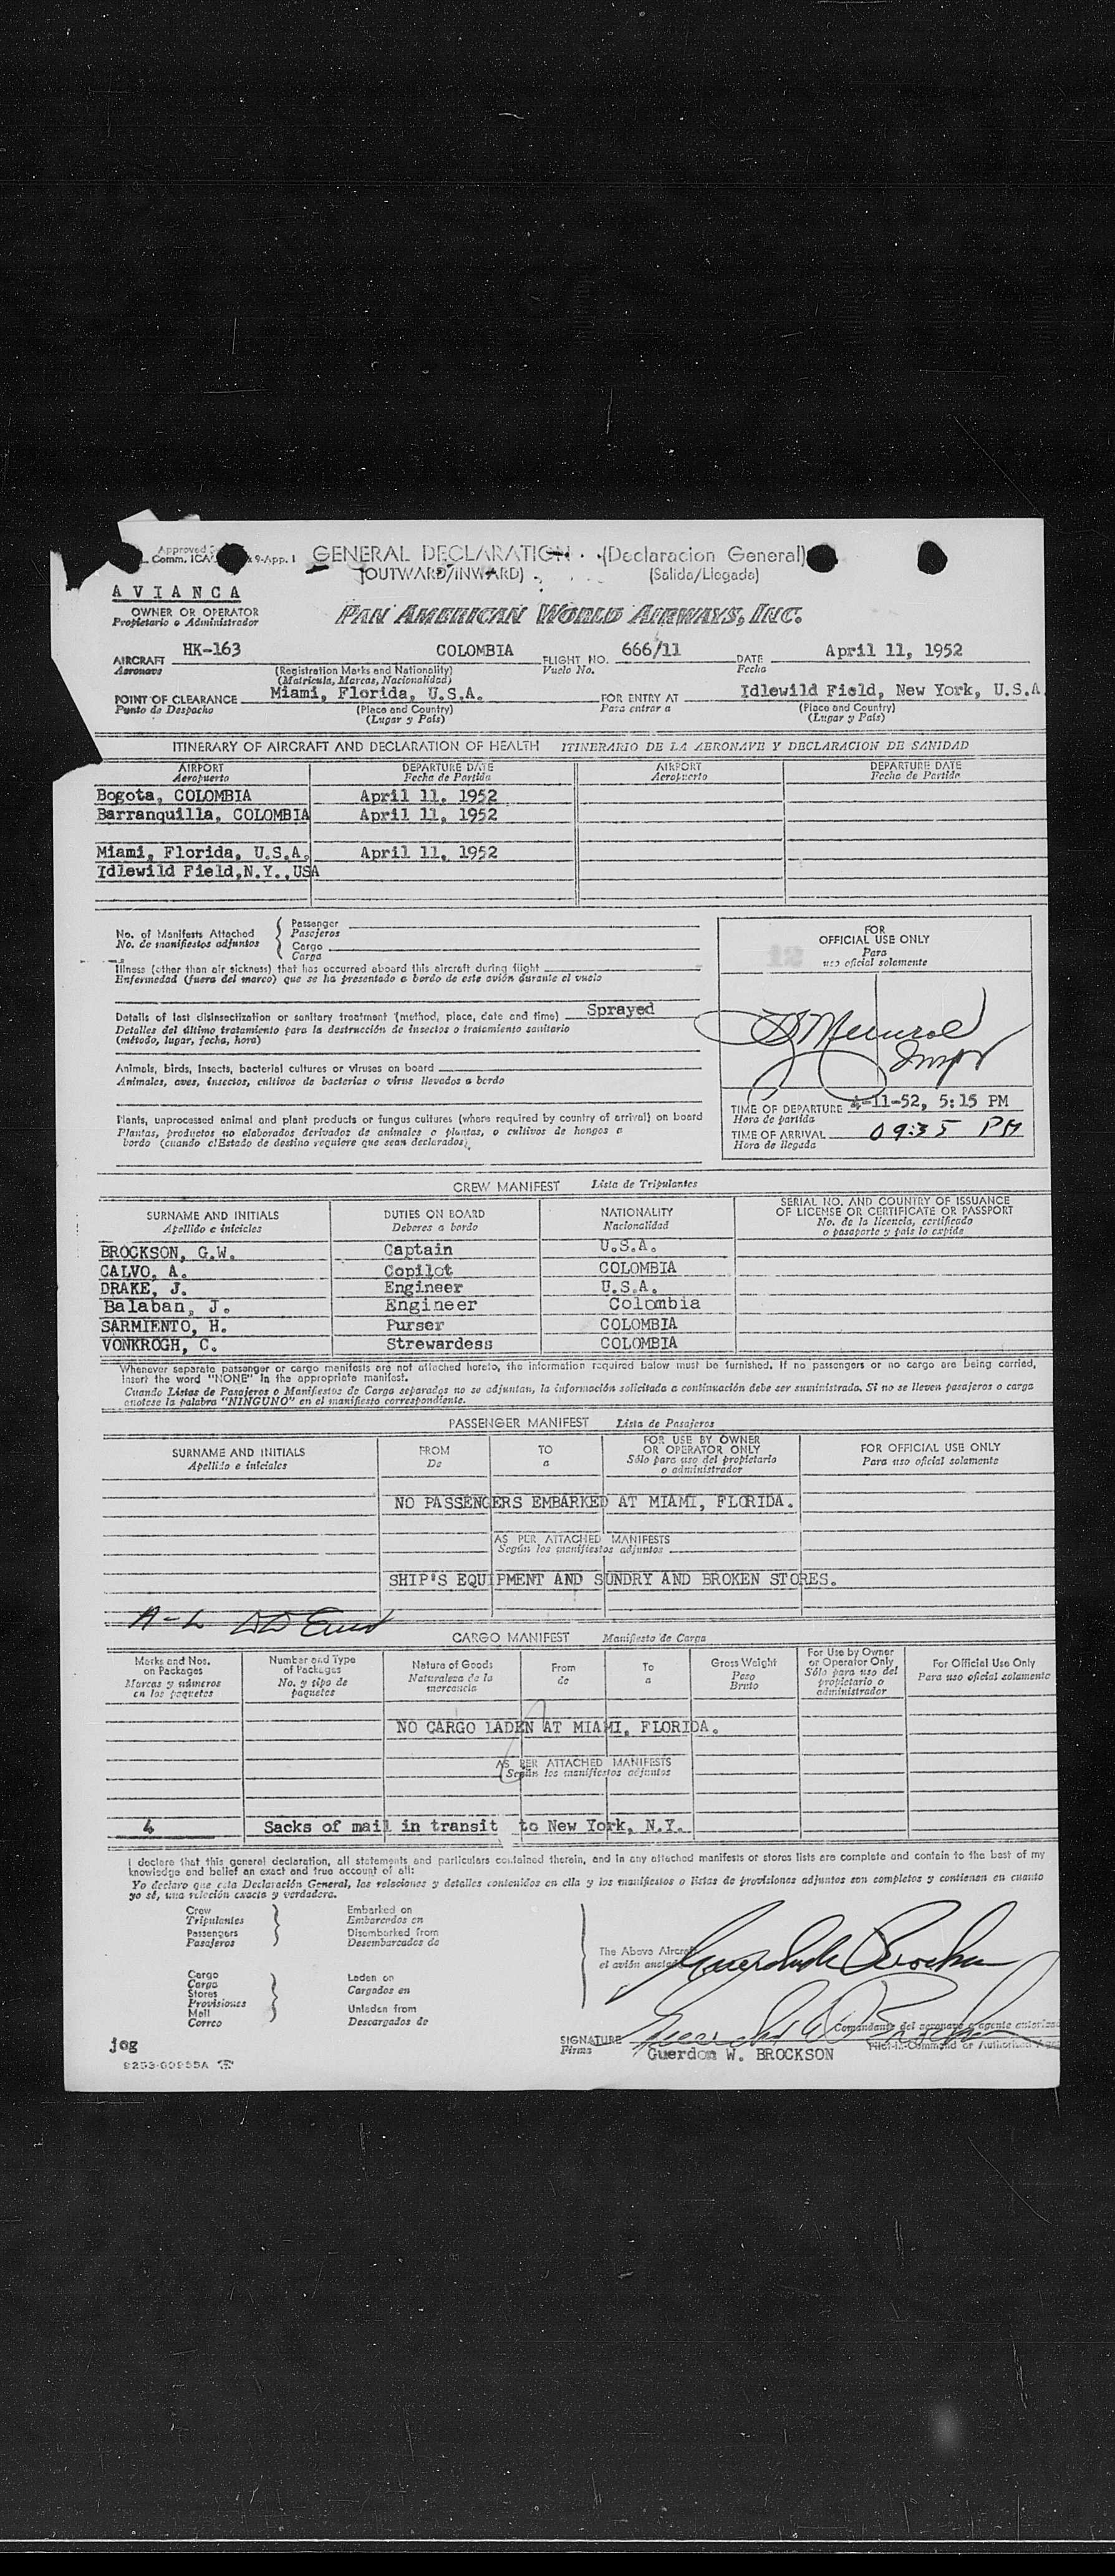 Approved
Comm. ICA 9-App. 1
GENERAL DECLARATION (Declaracion General)
(OUTWARD/INWARD) (Salida/Llegada)
AVIANCA
OWNER OR OPERATOR
Propietario o Administrador
PAN AMERICAN WORLD AIRWAYS, INC.
AIRCRAFT HK-163 COLOMBIA FLIGHT NO. 666/11 DATE April 11, 1952
Aeronave (Registration Marks and Nationality) Vuelo No. Fecha
(Matricula, Marcas, Nacionalidad)
POINT OF CLEARANCE Miami, Florida, U.S.A. FOR ENTRY AT Idlewild Field, New York, U.S.A
Punto de Despacho (Place and Country) Para entrar a (Place and Country)
(Lugar y País) (Lugar y País)
ITINERARY OF AIRCRAFT AND DECLARATION OF HEALTH ITINERARIO DE LA AERONAVE Y DECLARACION DE SANIDAD
AIRPORT DEPARTURE DATE AIRPORT DEPARTURE DATE
Aeropuerto Fecha de Partida Aeropuerto Fecha de Partida
Bogota, COLOMBIA April 11, 1952
Barranquilla, COLOMBIA April 11, 1952
Miami, Florida, U.S.A. April 11, 1952
Idlewild Field,N.Y.,USA
No. of Manifests Attached { Passenger
No. de manifiestos adjuntos Pasajeros
Cargo
Carga
Illness (other than air sickness) that has occurred aboard this aircraft during flight
Enfermedad (fuera del mareo) que se ha presentado a bordo de este avión durante el vuelo
Details of last disinsectization or sanitary treatment (method, place, date and time) Sprayed
Detalles del último tratamiento para la destrucción de insectos o tratamiento sanitario
(método, lugar, fecha, hora)
Animals, birds, insects, bacterial cultures or viruses on board
Animales, aves, insectos, cultivos de bacterias o virus llevados a bordo
Plants, unprocessed animal and plant products or fungus cultures (where required by country of arrival) on board
Plantas, productos no elaborados derivados de animales o plantas, o cultivos de hongos a
bordo (cuando el Estado de destino requiere que sean declarados)
FOR
OFFICIAL USE ONLY
Para
uso oficial solamente
12
TIME OF DEPARTURE 4-11-52, 5:15 PM
Hora de partida
TIME OF ARRIVAL 09:35 PM
Hora de llegada
CREW MANIFEST Lista de Tripulantes
SURNAME AND INITIALS DUTIES ON BOARD NATIONALITY SERIAL NO. AND COUNTRY OF ISSUANCE
OF LICENSE OR CERTIFICATE OR PASSPORT
Apellido e iniciales Deberes a bordo Nacionalidad No. de la licencia, certificado
o pasaporte y país lo expide
BROCKSON, G.W. Captain U.S.A.
CALVO, A. Copilot COLOMBIA
DRAKE, J. Engineer U.S.A.
Balaban, J. Engineer Colombia
SARMIENTO, H. Purser COLOMBIA
VONKROGH, C. Strewardess COLOMBIA
Whenever separate passenger or cargo manifests are not attached hereto, the information required below must be furnished. If no passengers or no cargo are being carried,
insert the word "NONE" in the appropriate manifest.
Cuando Listas de Pasajeros o Manifiestos de Carga separados no se adjuntan, la información solicitada a continuación debe ser suministrada. Si no se lleven pasajeros o carga
anotese la palabra "NINGUNO" en el manifiesto correspondiente.
PASSENGER MANIFEST Lista de Pasajeros
SURNAME AND INITIALS FROM TO FOR USE BY OWNER
OR OPERATOR ONLY FOR OFFICIAL USE ONLY
Apellido e iniciales De a Sólo para uso del propietario
o administrador Para uso oficial solamente
NO PASSENGERS EMBARKED AT MIAMI, FLORIDA.
AS PER ATTACHED MANIFESTS
Según los manifiestos adjuntos
SHIP'S EQUIPMENT AND SUNDRY AND BROKEN STORES.
CARGO MANIFEST Manifiesto de Carga
Marks and Nos.
on Packages
Marcas y números
en los paquetes
Number and Type
of Packages
No. y tipo de
paquetes
Nature of Goods
Naturaleza de la
mercancia
From
de
To
a
Gross Weight
Peso
Bruto
For Use by Owner
or Operator Only
Sólo para uso del
propietario o
administrador
For Official Use Only
Para uso oficial solamente
NO CARGO LADEN AT MIAMI, FLORIDA.
AS PER ATTACHED MANIFESTS
Según los manifiestos adjuntos
4 Sacks of mail in transit to New York, N.Y.
I declare that this general declaration, all statements and particulars contained therein, and in any attached manifests or stores lists are complete and contain to the best of my
knowledge and belief an exact and true account of all:
Yo declaro que esta Declaración General, las relaciones y detalles contenidos en ella y los manifiestos o listas de provisiones adjuntos son completos y contienen en cuanto
yo sé, una relación exacta y verdadera.
Crew
Tripulantes
Passengers
Pasajeros
Embarked on
Embarcados en
Disembarked from
Desembarcados de
Cargo
Carga
Stores
Provisiones
Mail
Correo
Laden on
Cargados en
Unladen from
Descargados de
The Above Aircraft
el avión
Comandante del aeronave o agente
SIGNATURE
Firma
Pilot-in-Command or Authorized
Guerdon W. BROCKSON
jog